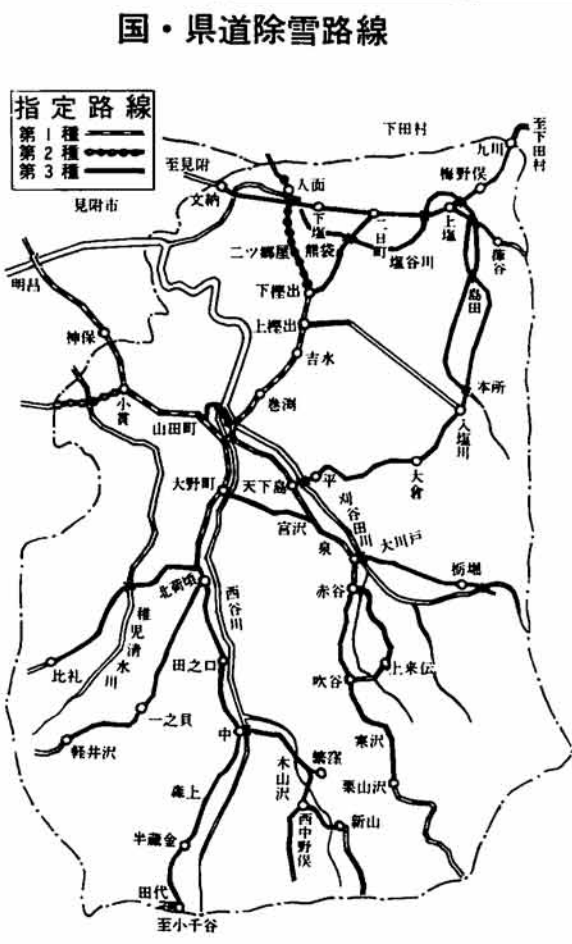 国・県道除雪路線
指定路線
第1種
第2種
第3種
下田村
至下田村
九川
梅野俣
至見附
文納
人面
見附市
下塩
二日町
上塩
塩谷川
葎谷
二ツ郷屋
熊袋
明晶
下樫出
島田
上樫出
神保
吉水
本所
巻渕
小貫
入塩川
山田町
大倉
平
大野町
天下島
刈谷田川
宮沢
大川戸
泉
栃堀
北荷頃
赤谷
西谷川
稚児清水川
比礼
田之口
上来伝
吹谷
一之貝
寒沢
軽井沢
中
繁窪
木山沢
栗山沢
森上
西中野俣
新山
半蔵金
田代
至小千谷